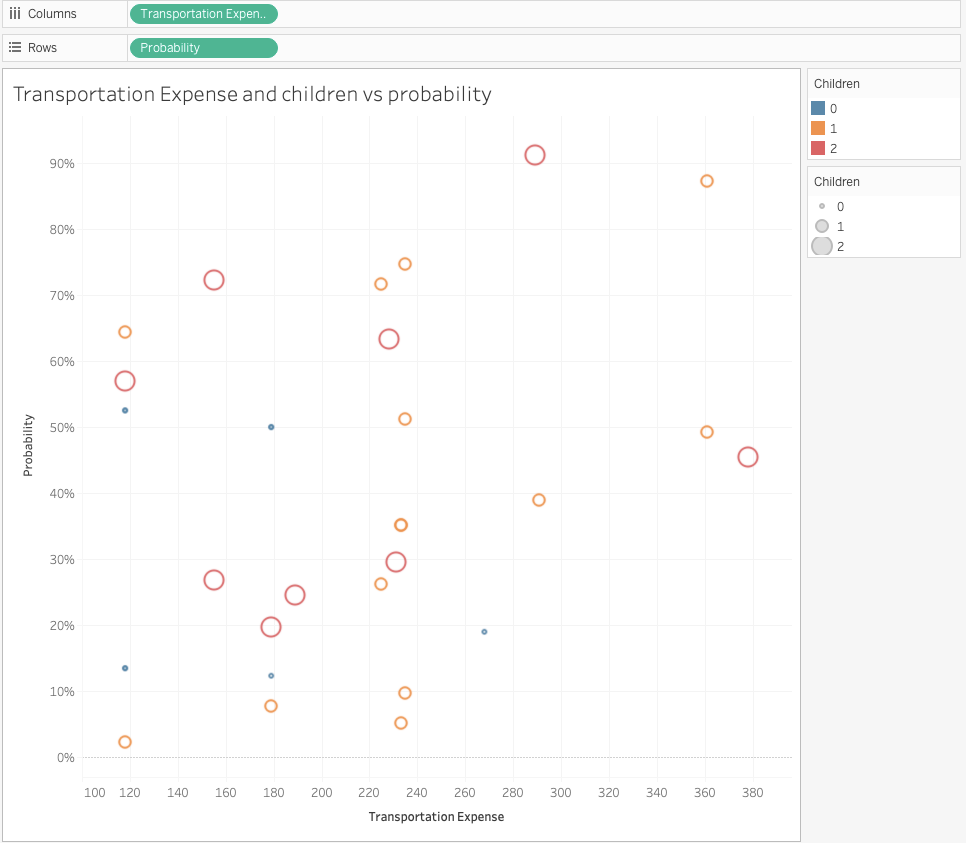 Columns
Transportation Expen..
Rows
Probability
Transportation Expense and children vs probability
Children
0
1
2
Children
0
1
2
90%
80%
70%
60%
50%
40%
30%
20%
10%
0%
Probability
100 120 140 160 180 200 220 240 260 280 300 320 340 360 380
Transportation Expense